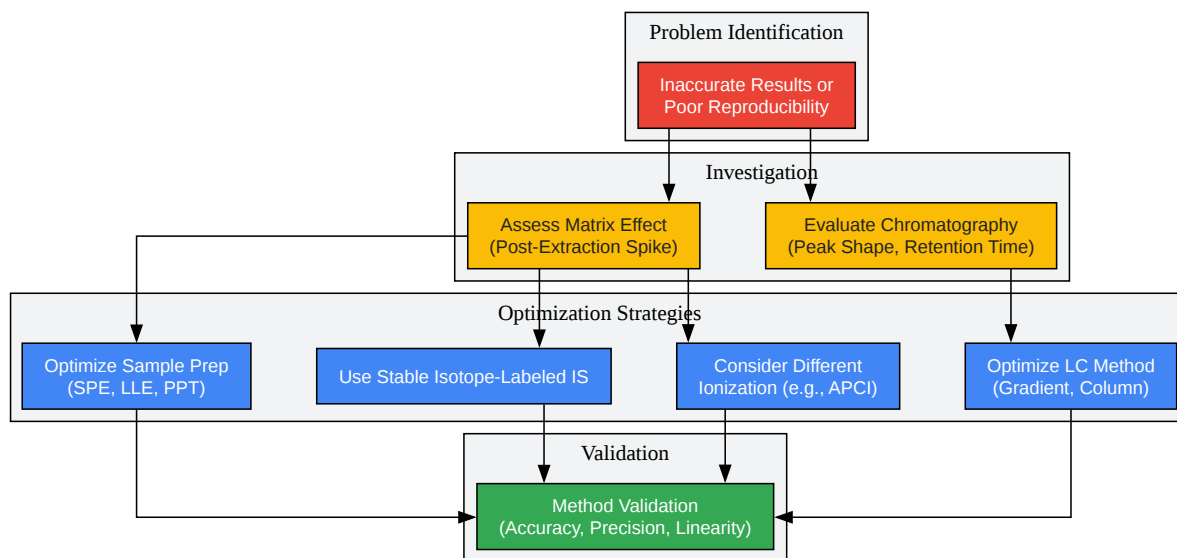 Problem Identification
Inaccurate Results or
Poor Reproducibility
Investigation
Assess Matrix Effect
(Post-Extraction Spike)
Evaluate Chromatography
(Peak Shape, Retention Time)
Optimization Strategies
Optimize Sample Prep
(SPE, LLE, PPT)
Use Stable Isotope-Labeled IS
Consider Different
Ionization (e.g., APCI)
Optimize LC Method
(Gradient, Column)
Validation
Method Validation
(Accuracy, Precision, Linearity)